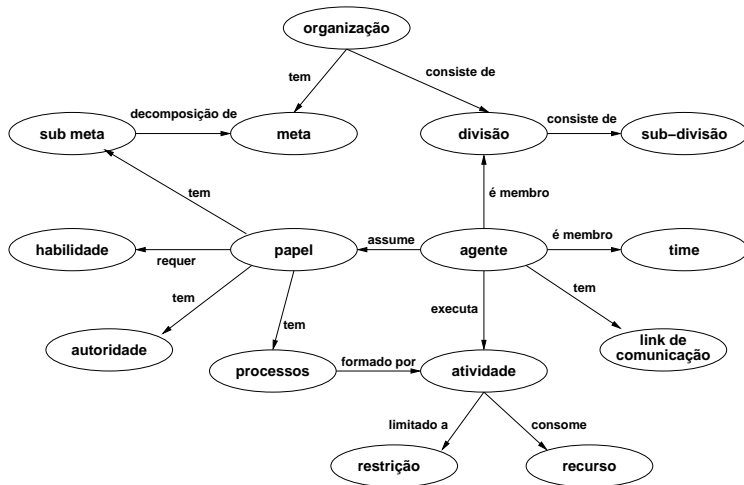 organização
tem
consiste de
decomposição de
consiste de
sub meta
meta
divisão
sub-divisão
tem
é membro
habilidade
requer
papel
assume
agente
é membro
time
tem
tem
executa
tem
autoridade
processos
formado por
atividade
link de
comunicação
limitado a
consome
restrição
recurso